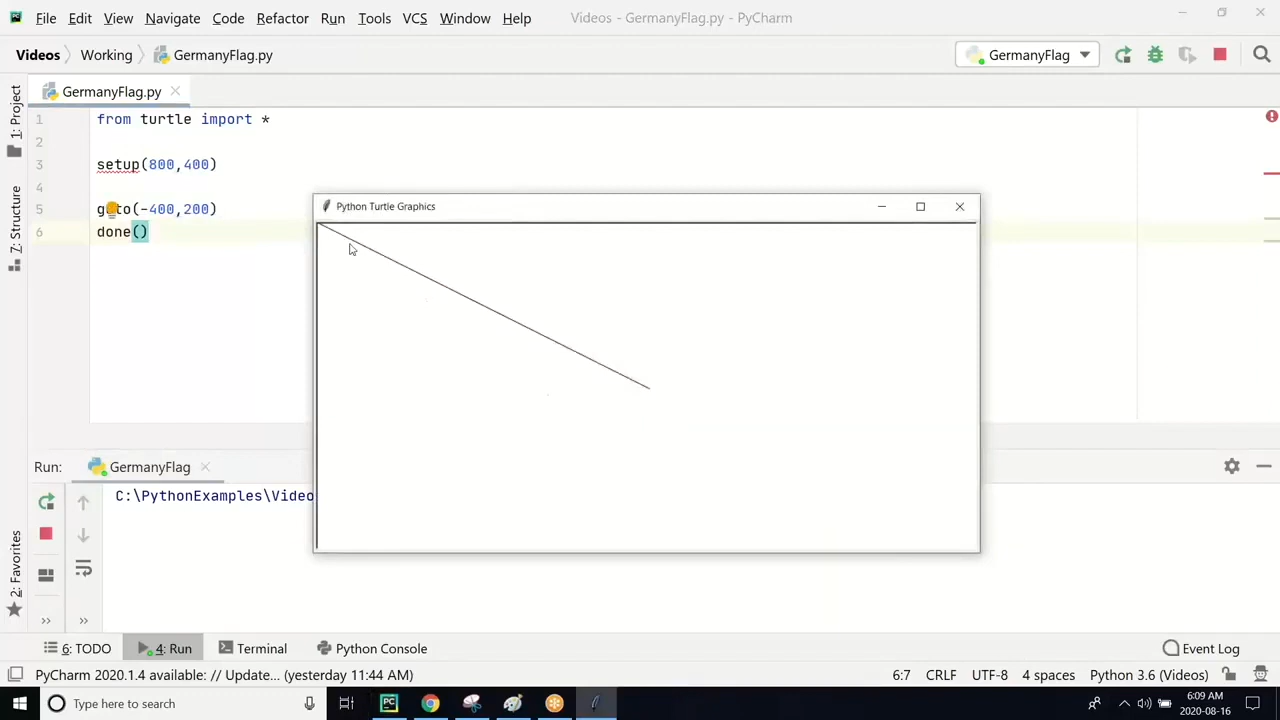 File Edit View Navigate Code Refactor Run Tools VCS Window Help Videos - GermanyFlag.py - PyCharm
Videos Working GermanyFlag.py GermanyFlag
1: Project
GermanyFlag.py
1 from turtle import *
2
3 setup(800,400)
4
5 goto(-400,200)
6 done()
7: Structure
Python Turtle Graphics
Run: GermanyFlag
C:\PythonExamples\Video
2: Favorites
>> >>
6: TODO 4: Run Terminal Python Console Event Log
PyCharm 2020.1.4 available: // Update... (yesterday 11:44 AM) 6:7 CRLF UTF-8 4 spaces Python 3.6 (Videos)
PC
Type here to search 6:09 AM
2020-08-16